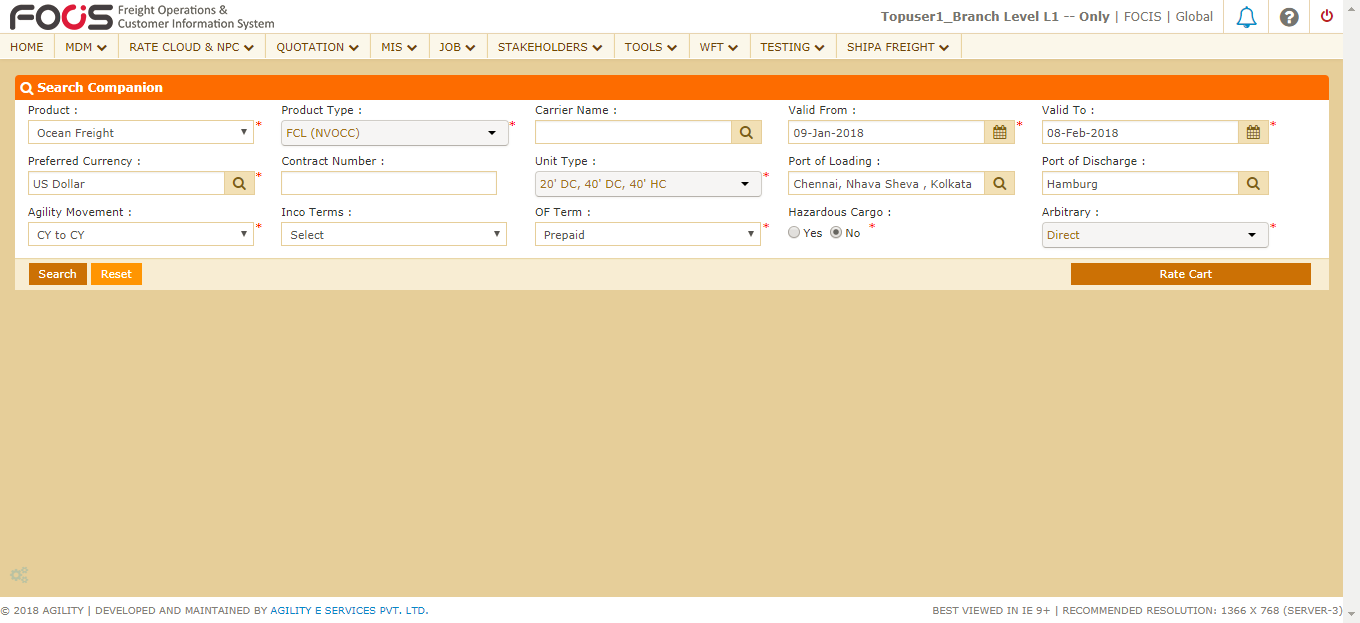 FOCiS Freight Operations &
Customer Information System
Topuser1_Branch Level L1 -- Only | FOCIS | Global
HOME MDM RATE CLOUD & NPC QUOTATION MIS JOB STAKEHOLDERS TOOLS WFT TESTING SHIPA FREIGHT
Search Companion
Product : Product Type : Carrier Name : Valid From : Valid To :
Ocean Freight * FCL (NVOCC) * 09-Jan-2018 * 08-Feb-2018 *
Preferred Currency : Contract Number : Unit Type : Port of Loading : Port of Discharge :
US Dollar * 20' DC, 40' DC, 40' HC * Chennai, Nhava Sheva , Kolkata Hamburg
Agility Movement : Inco Terms : OF Term : Hazardous Cargo : Arbitrary :
CY to CY * Select Prepaid * Yes No * Direct *
Search Reset Rate Cart
© 2018 AGILITY | DEVELOPED AND MAINTAINED BY AGILITY E SERVICES PVT. LTD. BEST VIEWED IN IE 9+ | RECOMMENDED RESOLUTION: 1366 X 768 (SERVER-3)